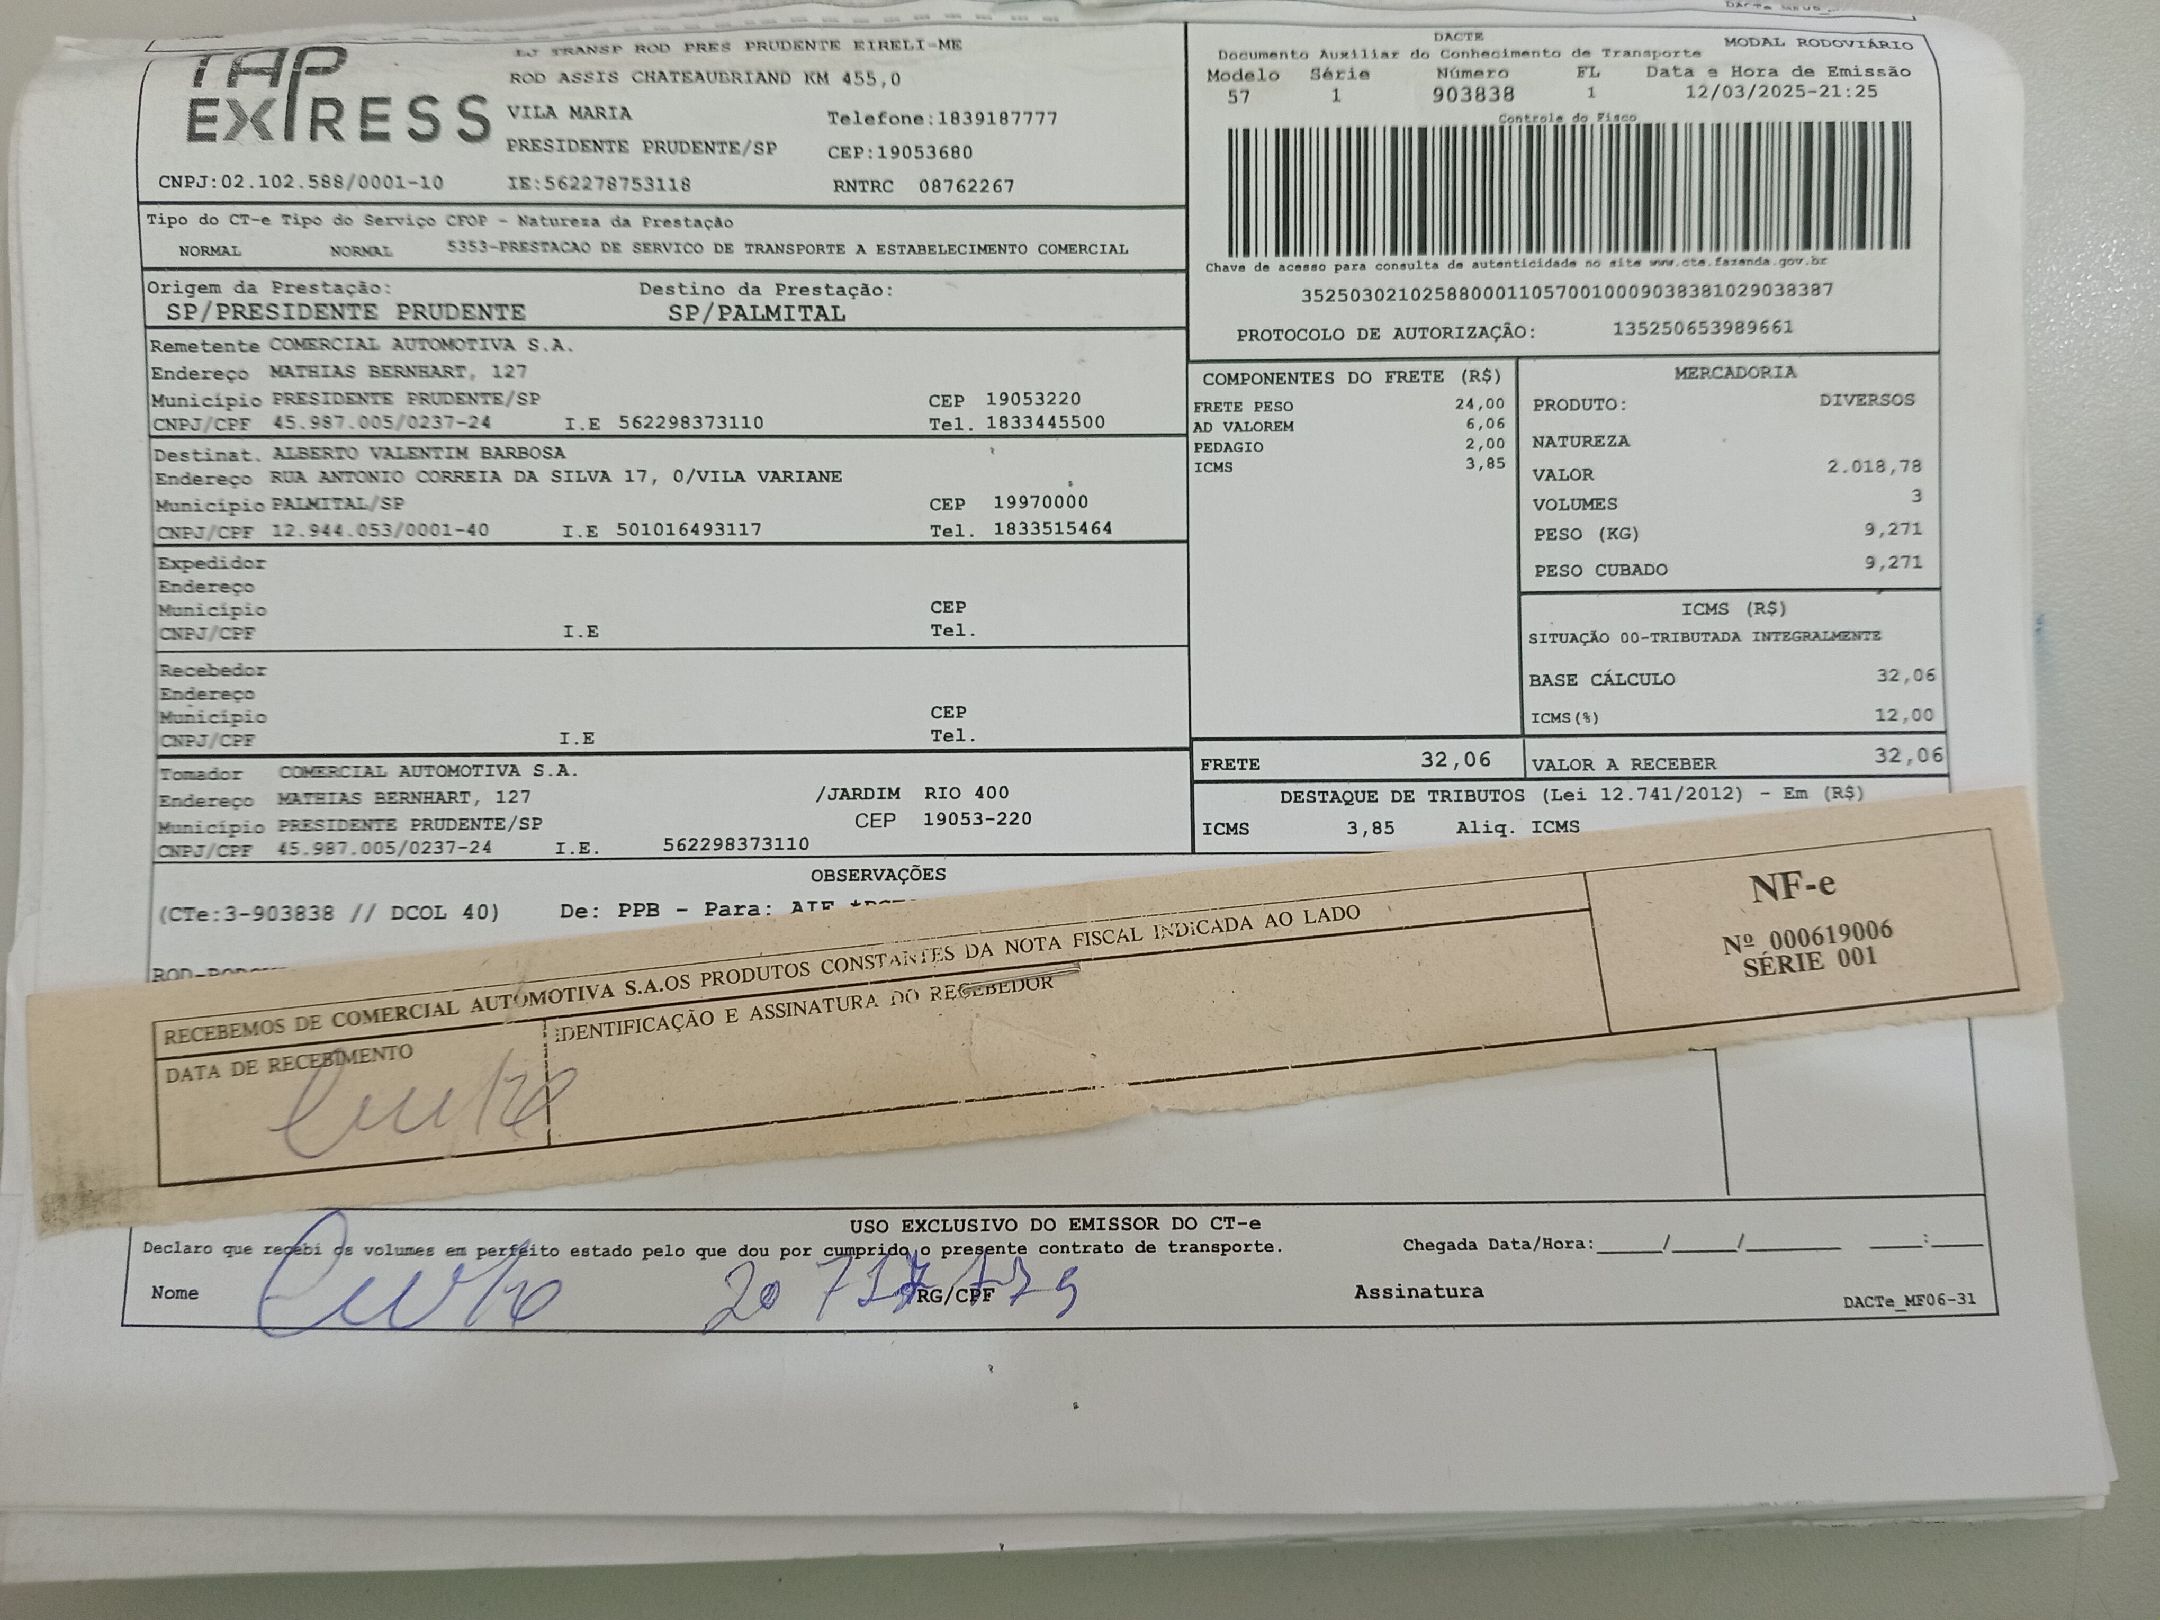 TAP
EXPRESS
LJ TRANSP ROD PRES PRUDENTE EIRELI-ME
ROD ASSIS CHATEAUBRIAND KM 455,0
VILA MARIA Telefone:1839187777
PRESIDENTE PRUDENTE/SP CEP:19053680
CNPJ:02.102.588/0001-10 IE:562278753118 RNTRC 08762267
DACTE
Documento Auxiliar do Conhecimento de Transporte MODAL RODOVIÁRIO
Modelo Série Número FL Data e Hora de Emissão
57 1 903838 1 12/03/2025-21:25
Controle do Fisco
Chave de acesso para consulta de autenticidade no site www.cte.fazenda.gov.br
35250302102588000110570010009038381029038387
PROTOCOLO DE AUTORIZAÇÃO: 135250653989661
Tipo do CT-e Tipo do Serviço CFOP - Natureza da Prestação
NORMAL NORMAL 5353-PRESTACAO DE SERVICO DE TRANSPORTE A ESTABELECIMENTO COMERCIAL
Origem da Prestação: Destino da Prestação:
SP/PRESIDENTE PRUDENTE SP/PALMITAL
Remetente COMERCIAL AUTOMOTIVA S.A.
Endereço MATHIAS BERNHART, 127
Município PRESIDENTE PRUDENTE/SP CEP 19053220
CNPJ/CPF 45.987.005/0237-24 I.E 562298373110 Tel. 1833445500
Destinat. ALBERTO VALENTIM BARBOSA
Endereço RUA ANTONIO CORREIA DA SILVA 17, 0/VILA VARIANE
Município PALMITAL/SP CEP 19970000
CNPJ/CPF 12.944.053/0001-40 I.E 501016493117 Tel. 1833515464
Expedidor
Endereço
Município CEP
CNPJ/CPF I.E Tel.
Recebedor
Endereço
Município CEP
CNPJ/CPF I.E Tel.
Tomador COMERCIAL AUTOMOTIVA S.A.
Endereço MATHIAS BERNHART, 127 /JARDIM RIO 400
Município PRESIDENTE PRUDENTE/SP CEP 19053-220
CNPJ/CPF 45.987.005/0237-24 I.E. 562298373110
COMPONENTES DO FRETE (R$)
FRETE PESO 24,00
AD VALOREM 6,06
PEDAGIO 2,00
ICMS 3,85
MERCADORIA
PRODUTO: DIVERSOS
NATUREZA
VALOR 2.018,78
VOLUMES 3
PESO (KG) 9,271
PESO CUBADO 9,271
ICMS (R$)
SITUAÇÃO 00-TRIBUTADA INTEGRALMENTE
BASE CÁLCULO 32,06
ICMS(%) 12,00
FRETE 32,06 VALOR A RECEBER 32,06
DESTAQUE DE TRIBUTOS (Lei 12.741/2012) - Em (R$)
ICMS 3,85 Aliq. ICMS
OBSERVAÇÕES
(CTe:3-903838 // DCOL 40) De: PPB - Para:
RECEBEMOS DE COMERCIAL AUTOMOTIVA S.A.OS PRODUTOS CONSTANTES DA NOTA FISCAL INDICADA AO LADO
DATA DE RECEBIMENTO IDENTIFICAÇÃO E ASSINATURA DO RECEBEDOR
NF-e
Nº 000619006
SÉRIE 001
USO EXCLUSIVO DO EMISSOR DO CT-e
Declaro que recebi os volumes em perfeito estado pelo que dou por cumprido o presente contrato de transporte. Chegada Data/Hora:_____/_____/_______ ____:____
Nome RG/CPF Assinatura
DACTe_MF06-31